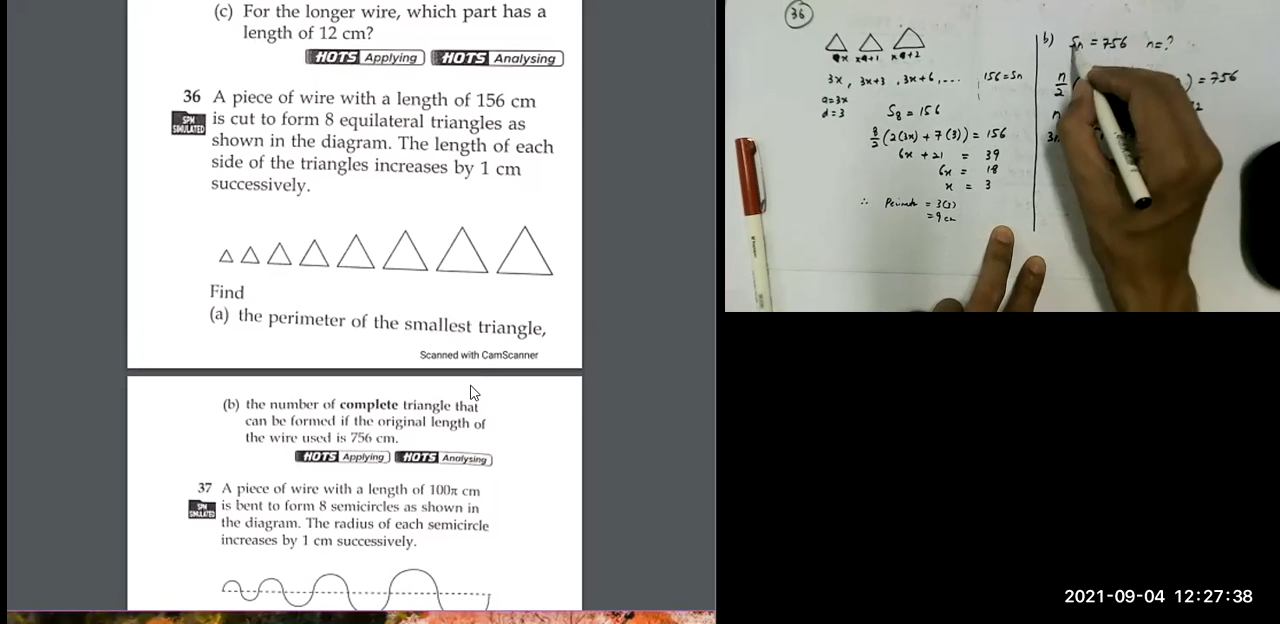 (c) For the longer wire, which part has a
length of 12 cm?
HOTS Applying HOTS Analysing
36 A piece of wire with a length of 156 cm
SPM SIMULATED is cut to form 8 equilateral triangles as
shown in the diagram. The length of each
side of the triangles increases by 1 cm
successively.
Find
(a) the perimeter of the smallest triangle,
Scanned with CamScanner
(b) the number of complete triangle that
can be formed if the original length of
the wire used is 756 cm.
HOTS Applying HOTS Analysing
37 A piece of wire with a length of 100π cm
SPM SIMULATED is bent to form 8 semicircles as shown in
the diagram. The radius of each semicircle
increases by 1 cm successively.
36
3x, 3x+3, 3x+6, ... 156=Sn
a=3x
d=3
S8 = 156
8/2 (2(3x) + 7(3)) = 156
6x + 21 = 39
6x = 18
x = 3
∴ = 3(3)
= 9cm
b) Sn = 756 n=?
n/2 ) = 756
2021-09-04 12:27:38